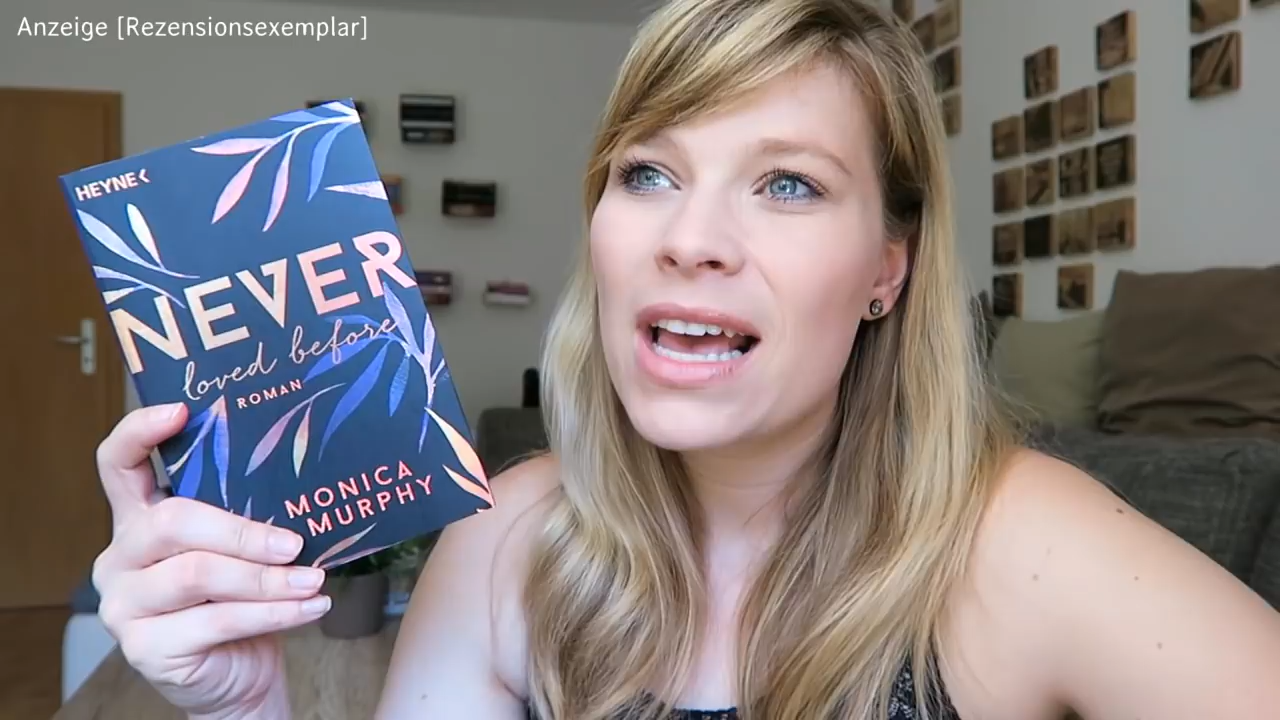 Anzeige [Rezensionsexemplar]
HEYNE
NEVER
loved before
ROMAN
MONICA
MURPHY